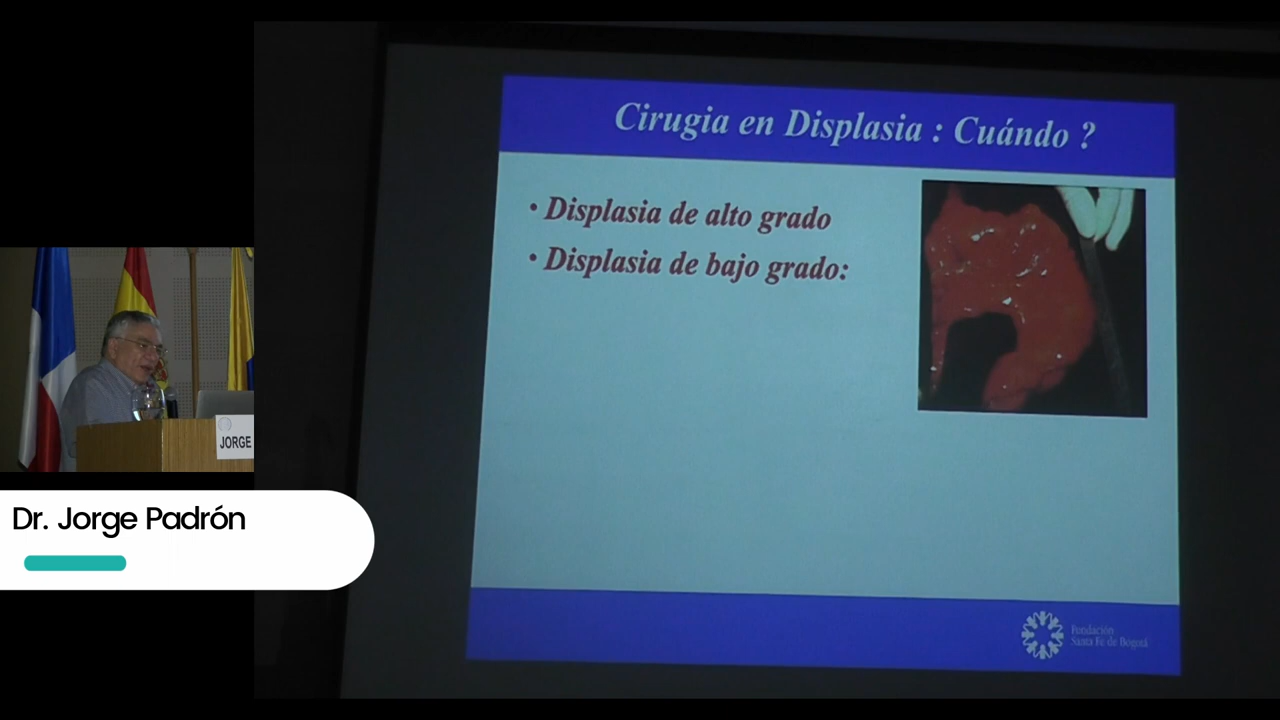 Cirugia en Displasia : Cuándo ?
• Displasia de alto grado
• Displasia de bajo grado:
JORGE
Dr. Jorge Padrón
Fundación
Santa Fe de Bogotá